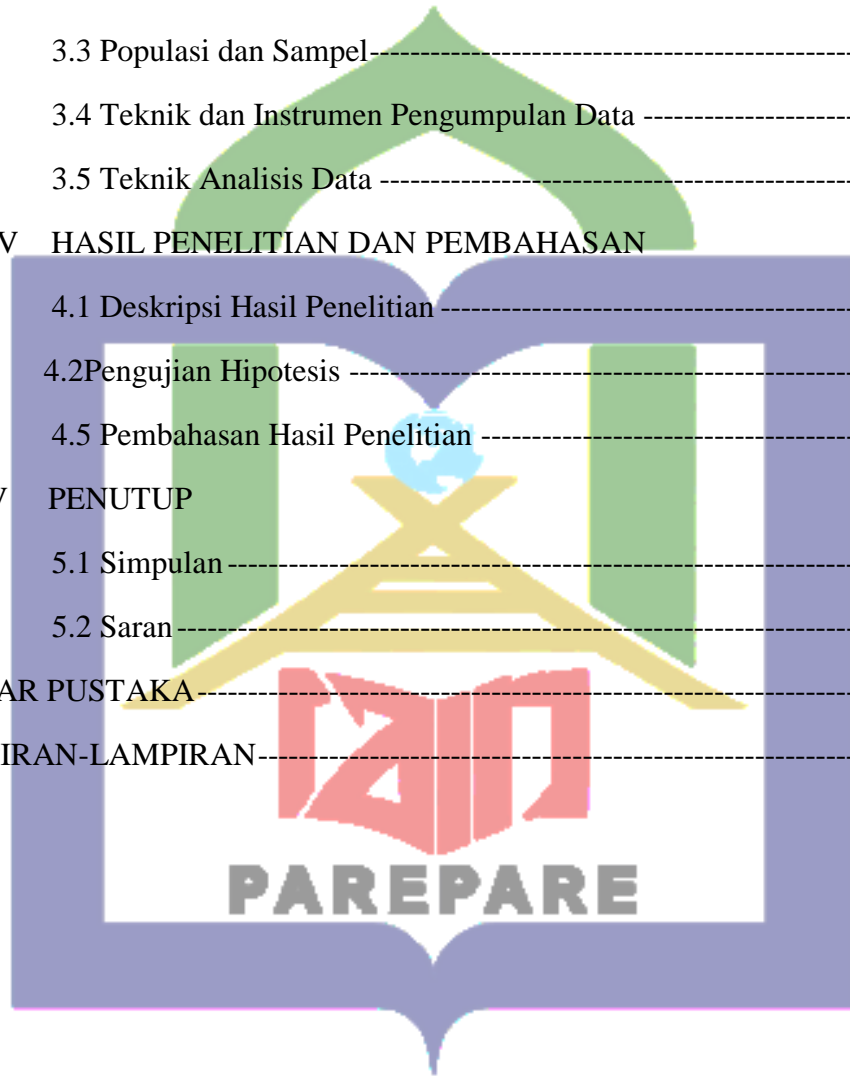 3.3 Populasi dan Sampel--------------------------------------------------
3.4 Teknik dan Instrumen Pengumpulan Data ---------------------
3.5 Teknik Analisis Data ------------------------------------------------
V HASIL PENELITIAN DAN PEMBAHASAN
4.1 Deskripsi Hasil Penelitian -----------------------------------------
4.2Pengujian Hipotesis ---------------------------------------------------
4.5 Pembahasan Hasil Penelitian ------------------------------------
V PENUTUP
5.1 Simpulan ----------------------------------------------------------------
5.2 Saran ---------------------------------------------------------------------
AR PUSTAKA -----------------------------------------------------------------
IRAN-LAMPIRAN ------------------------------------------------------------
iain
PAREPARE